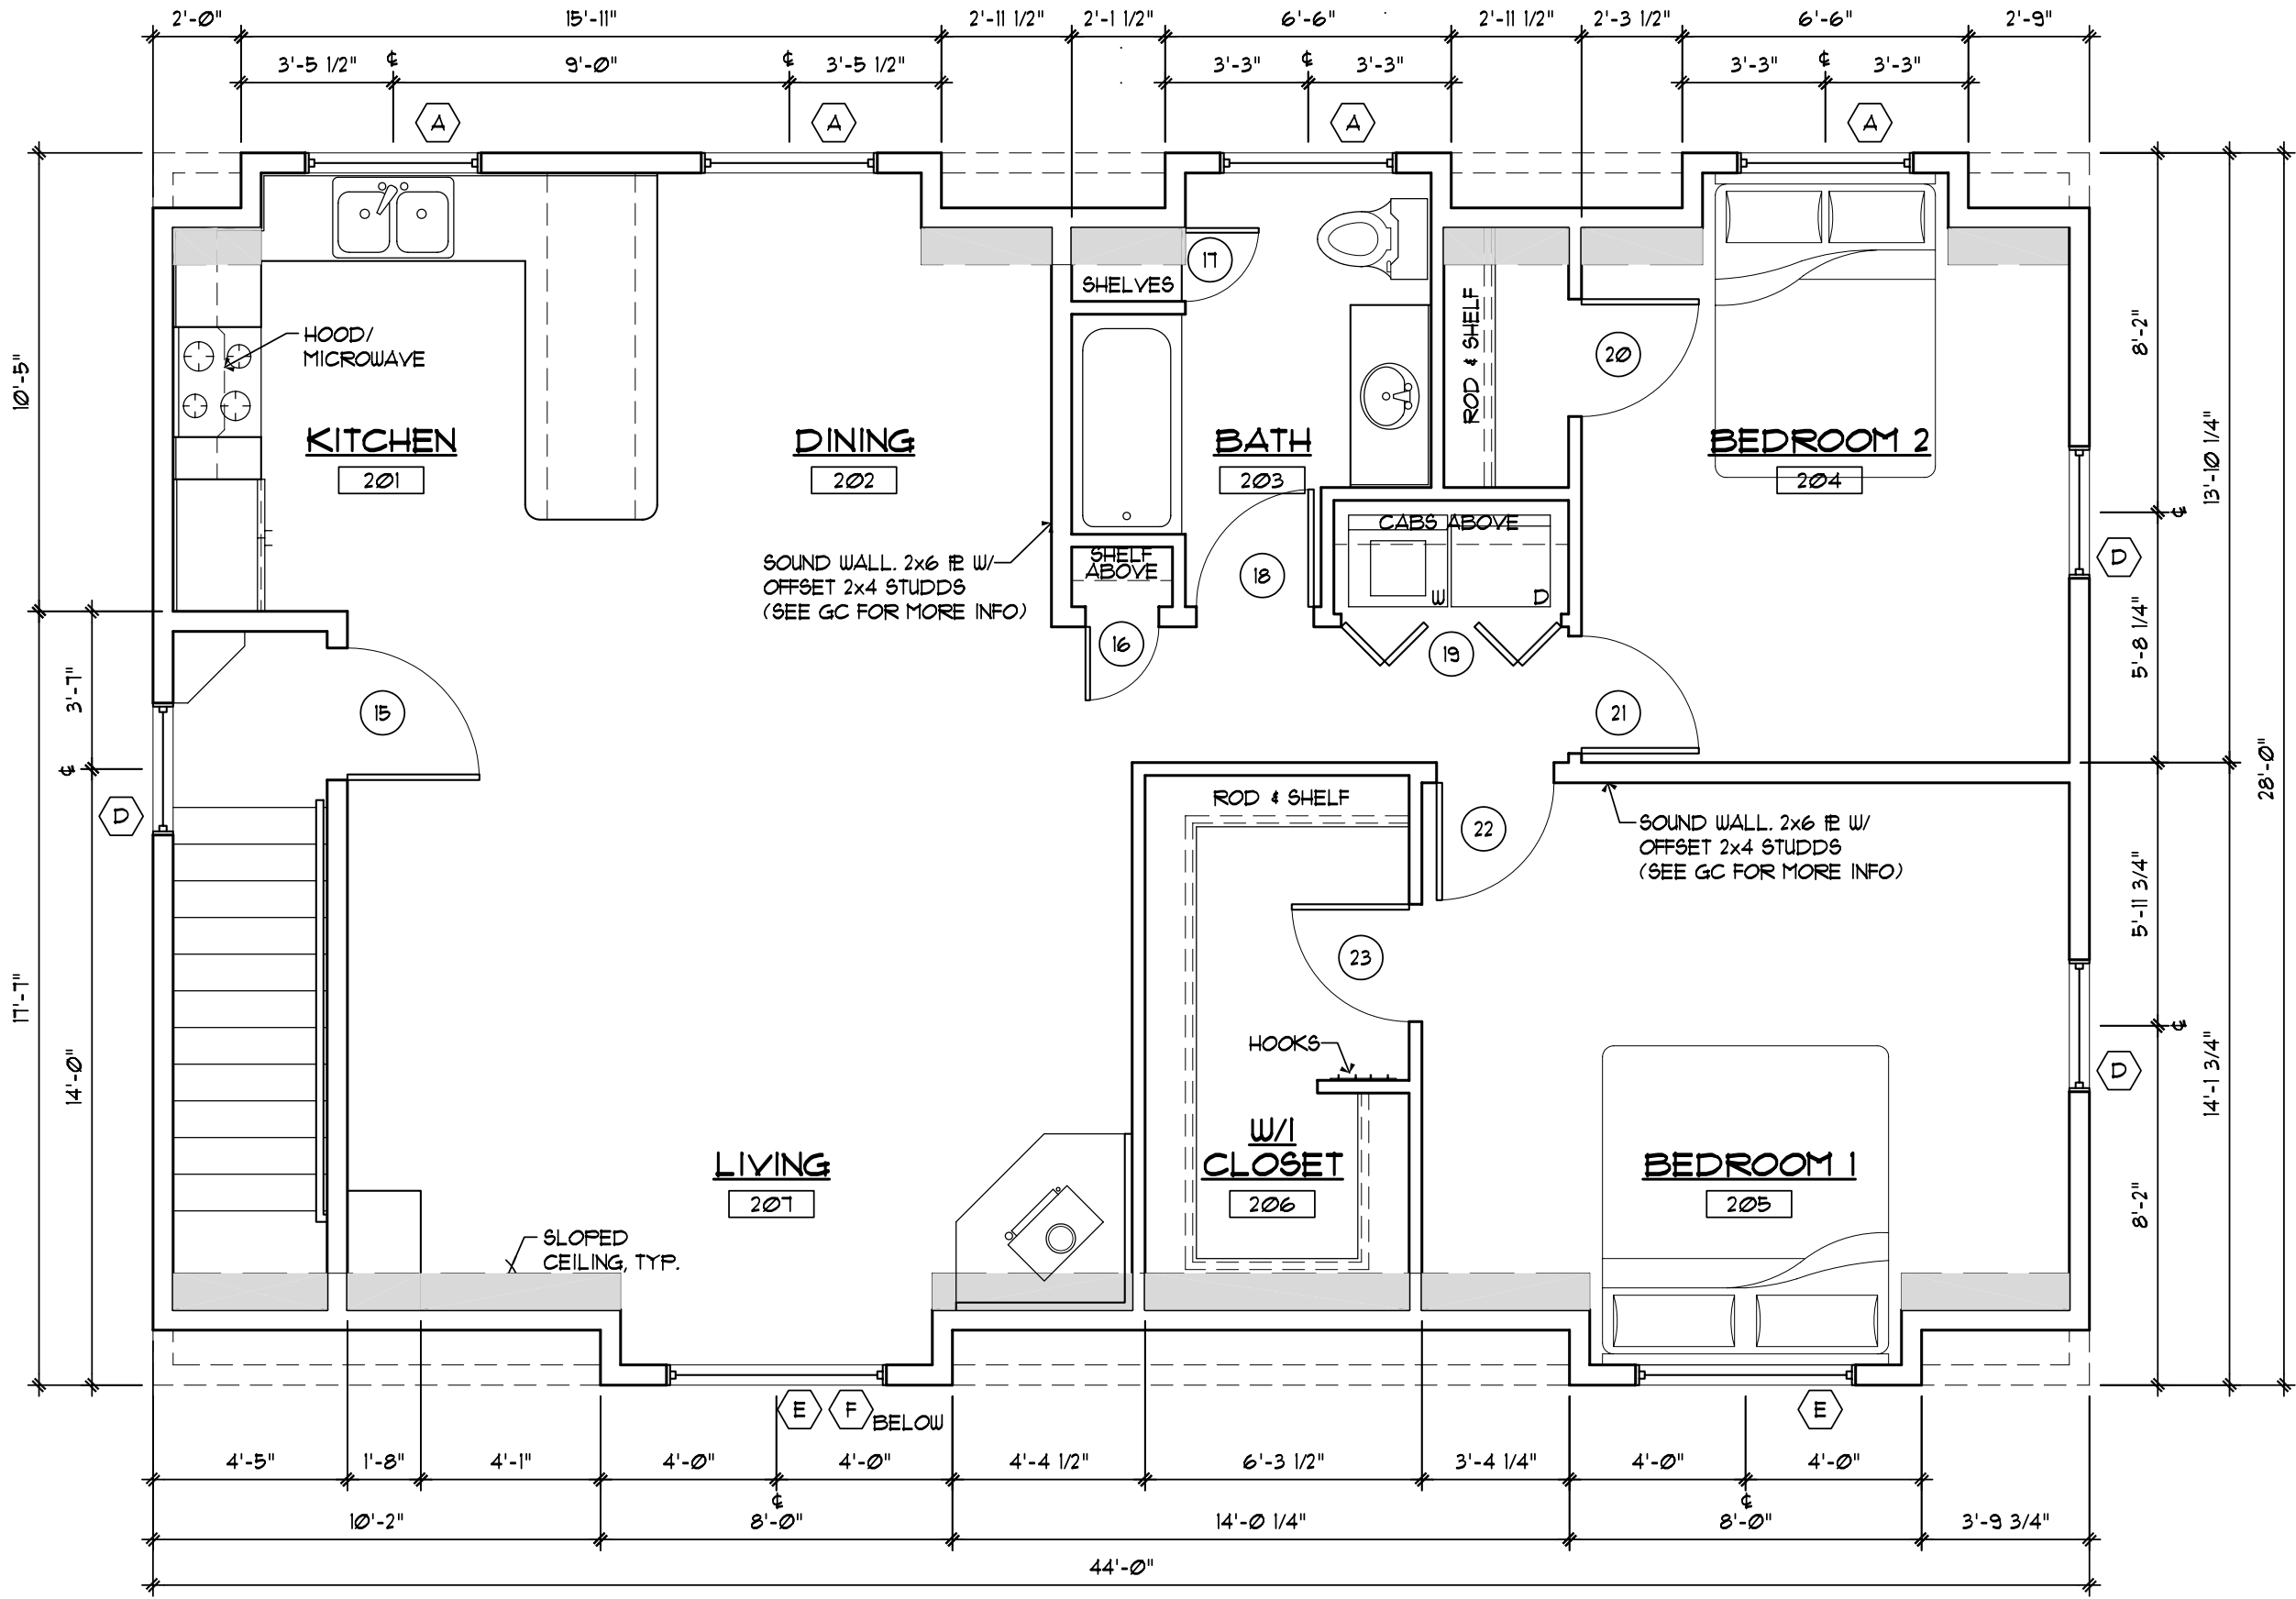 2'-0" 15'-11" 2'-11 1/2" 2'-1 1/2" 6'-6" 2'-11 1/2" 2'-3 1/2" 6'-6" 2'-9"
3'-5 1/2" ℄ 9'-0" ℄ 3'-5 1/2" 3'-3" ℄ 3'-3" 3'-3" ℄ 3'-3"
A A A A
17
SHELVES
HOOD/
MICROWAVE
ROD & SHELF
20
8'-2"
10'-5"
KITCHEN DINING BATH BEDROOM 2
201 202 203 204
13'-10 1/4"
CABS ABOVE
℄
SOUND WALL. 2x6 ℄ W/
OFFSET 2x4 STUDDS
(SEE GC FOR MORE INFO)
SHELF
ABOVE
18
W D
D
16
19
5'-8 1/4"
3'-7"
15
21
℄
28'-0"
D
ROD & SHELF
22
SOUND WALL. 2x6 ℄ W/
OFFSET 2x4 STUDDS
(SEE GC FOR MORE INFO)
5'-11 3/4"
23
17'-7"
℄
HOOKS
14'-0"
D
14'-1 3/4"
W/I
LIVING CLOSET BEDROOM 1
207 206 205
8'-2"
SLOPED
CEILING, TYP.
E F BELOW E
4'-5" 1'-8" 4'-1" 4'-0" 4'-0" 4'-4 1/2" 6'-3 1/2" 3'-4 1/4" 4'-0" 4'-0"
℄ ℄
10'-2" 8'-0" 14'-0 1/4" 8'-0" 3'-9 3/4"
44'-0"